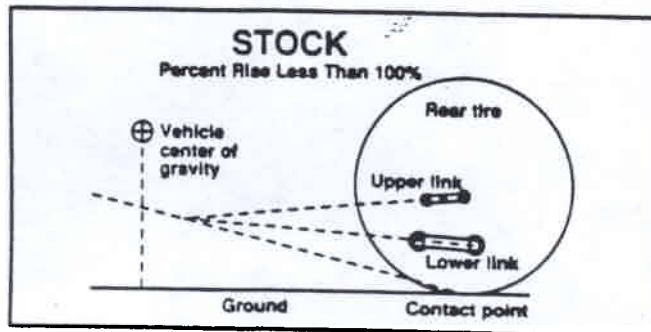 STOCK
Percent Rise Less Than 100%
Rear tire
Vehicle
center of
gravity
Upper link
Lower link
Ground
Contact point